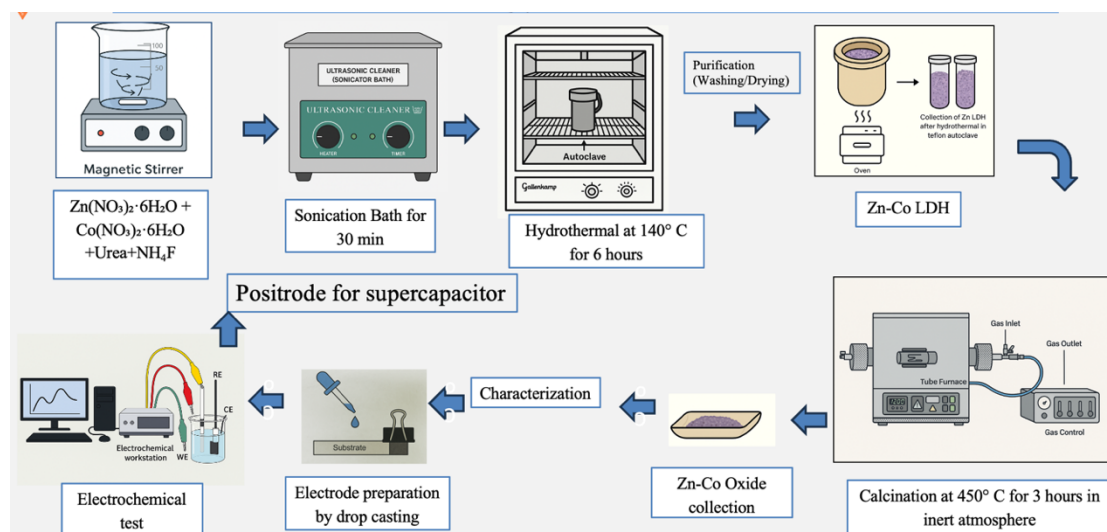 100
50
Magnetic Stirrer
Zn(NO₃)₂·6H₂O +
Co(NO₃)₂·6H₂O
+Urea+NH₄F
ULTRASONIC CLEANER
(SONICATOR BATH)
ULTRASONIC CLEANER
HEATER
TIMER
Sonication Bath for
30 min
Autoclave
Gallenkamp
Hydrothermal at 140° C
for 6 hours
Purification
(Washing/Drying)
Oven
Collection of Zn LDH
after hydrothermal in
teflon autoclave
Zn-Co LDH
Gas Inlet
Gas Outlet
Tube Furnace
Gas Control
Calcination at 450° C for 3 hours in
inert atmosphere
Zn-Co Oxide
collection
Characterization
Substrate
Electrode preparation
by drop casting
RE
CE
Electrochemical
workstation
WE
Electrochemical
test
Positrode for supercapacitor